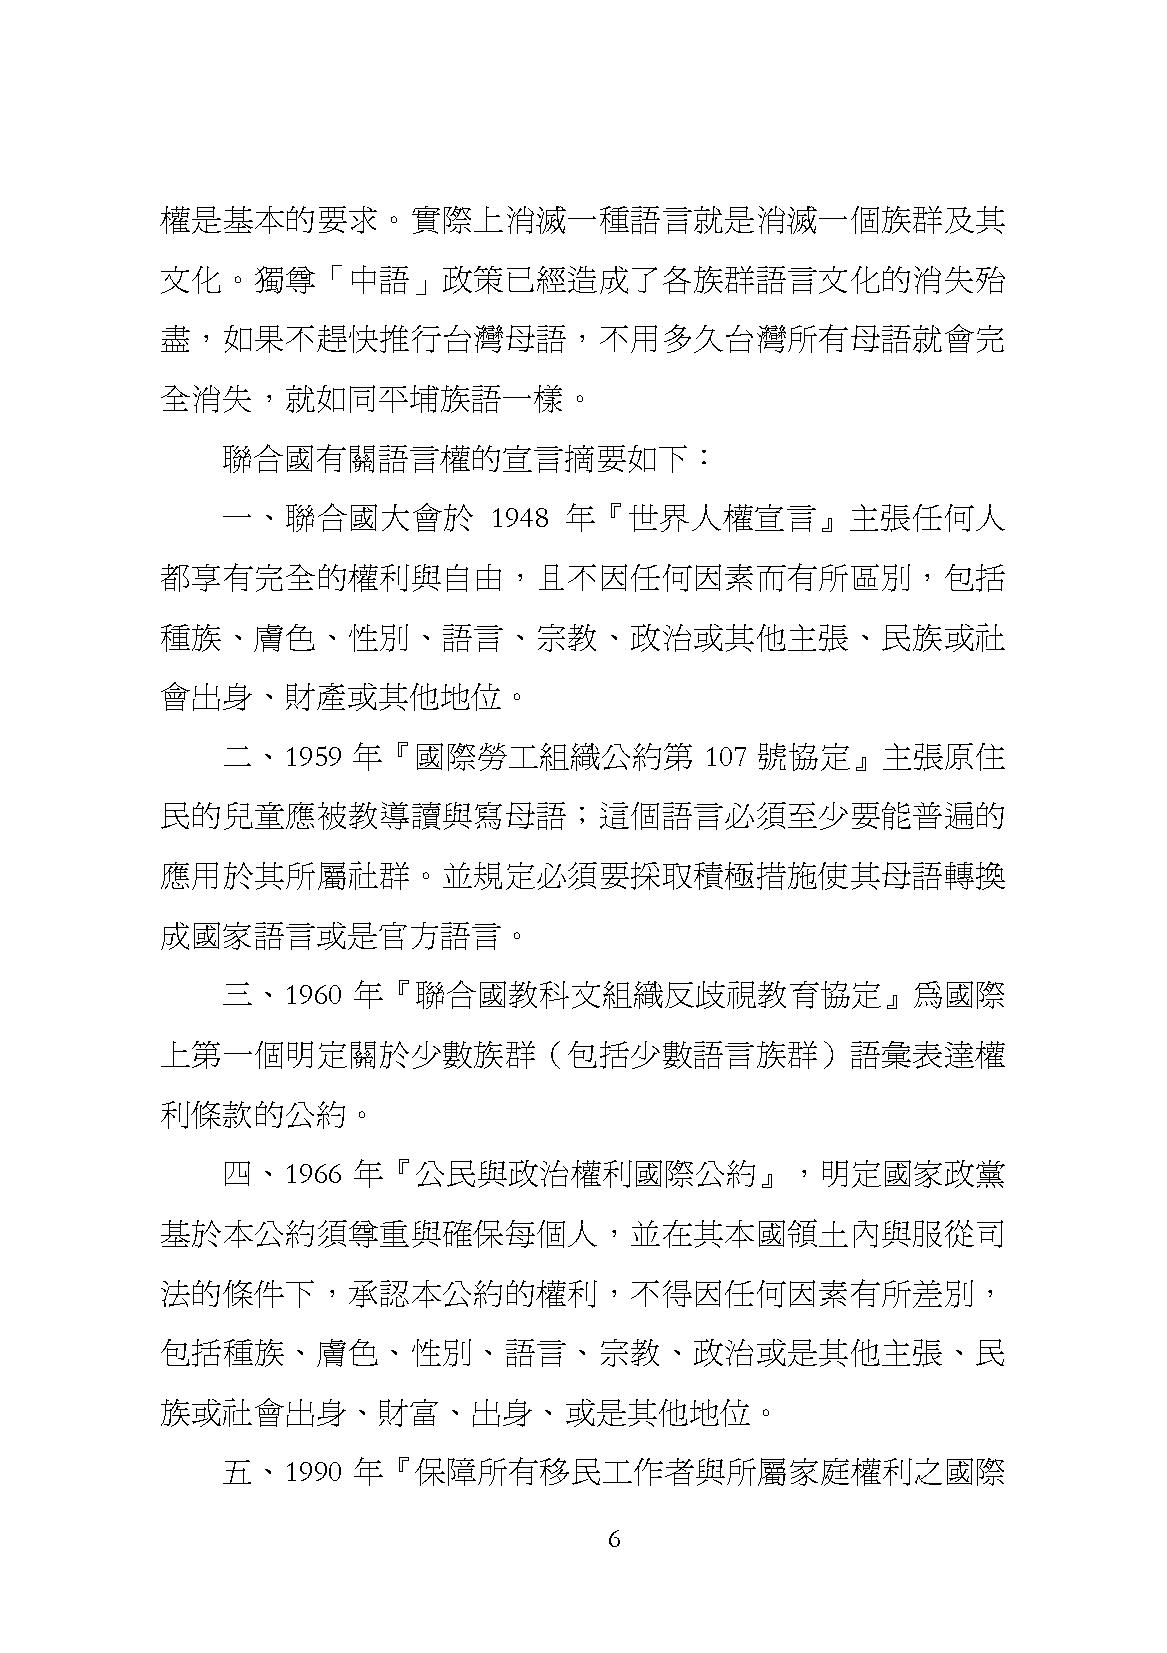 權是基本的要求。實際上消滅一種語言就是消滅一個族群及其
文化。獨尊「中語」政策已經造成了各族群語言文化的消失殆
盡，如果不趕快推行台灣母語，不用多久台灣所有母語就會完
全消失，就如同平埔族語一樣。
聯合國有關語言權的宣言摘要如下：
一、聯合國大會於 1948 年『世界人權宣言』主張任何人
都享有完全的權利與自由，且不因任何因素而有所區別，包括
種族、膚色、性別、語言、宗教、政治或其他主張、民族或社
會出身、財產或其他地位。
二、1959 年『國際勞工組織公約第 107 號協定』主張原住
民的兒童應被教導讀與寫母語；這個語言必須至少要能普遍的
應用於其所屬社群。並規定必須要採取積極措施使其母語轉換
成國家語言或是官方語言。
三、1960 年『聯合國教科文組織反歧視教育協定』為國際
上第一個明定關於少數族群（包括少數語言族群）語彙表達權
利條款的公約。
四、1966 年『公民與政治權利國際公約』，明定國家政黨
基於本公約須尊重與確保每個人，並在其本國領土內與服從司
法的條件下，承認本公約的權利，不得因任何因素有所差別，
包括種族、膚色、性別、語言、宗教、政治或是其他主張、民
族或社會出身、財富、出身、或是其他地位。
五、1990 年『保障所有移民工作者與所屬家庭權利之國際
6